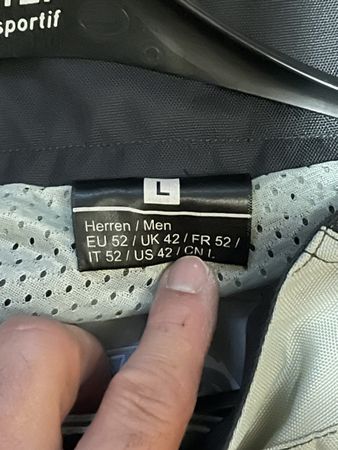 sportif
L
Herren / Men
EU 52 / UK 42 / FR 52 /
IT 52 / US 42 / CN L